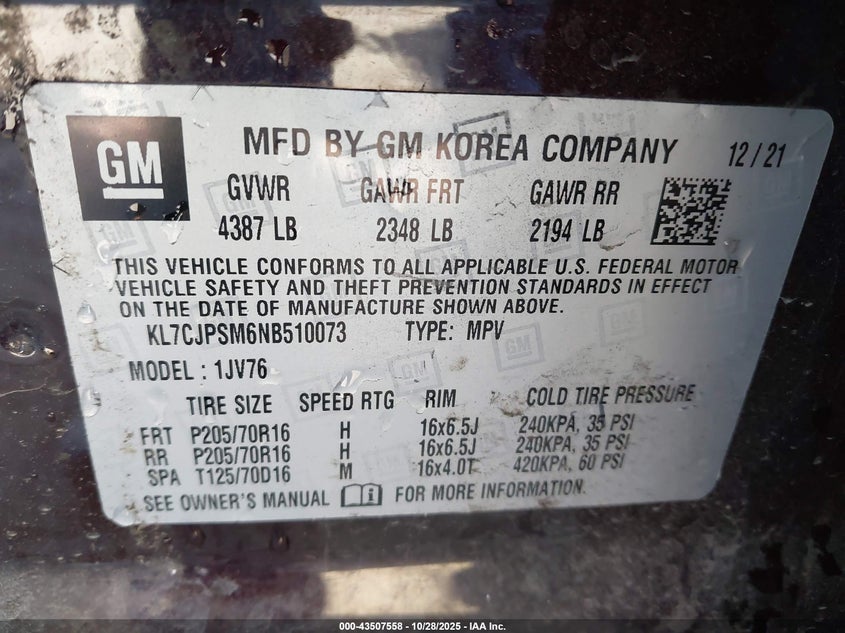 GM
MFD BY GM KOREA COMPANY 12/21
GVWR GAWR FRT GAWR RR
4387 LB 2348 LB 2194 LB
THIS VEHICLE CONFORMS TO ALL APPLICABLE U.S. FEDERAL MOTOR
VEHICLE SAFETY AND THEFT PREVENTION STANDARDS IN EFFECT
ON THE DATE OF MANUFACTURE SHOWN ABOVE.
KL7CJPSM6NB510073 TYPE: MPV
MODEL : 1JV76
TIRE SIZE SPEED RTG RIM COLD TIRE PRESSURE
FRT P205/70R16 H 16x6.5J 240KPA, 35 PSI
RR P205/70R16 H 16x6.5J 240KPA, 35 PSI
SPA T125/70D16 M 16x4.0T 420KPA, 60 PSI
SEE OWNER'S MANUAL FOR MORE INFORMATION.
000-43507558 - 10/28/2025 - IAA Inc.